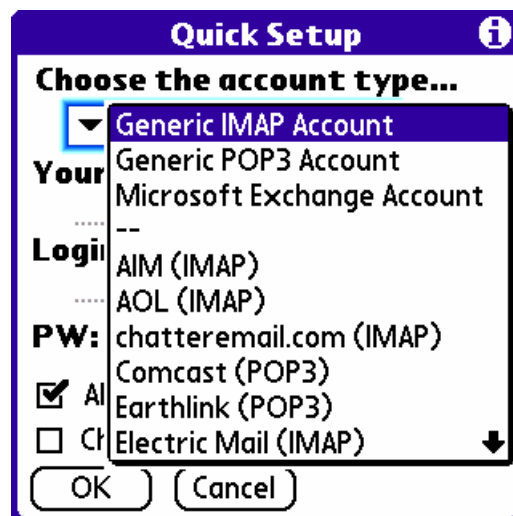 Quick Setup
Choose the account type...
Generic IMAP Account
Generic POP3 Account
Your
Microsoft Exchange Account
--
Login
AIM (IMAP)
AOL (IMAP)
PW:
chatteremail.com (IMAP)
Comcast (POP3)
Al
Earthlink (POP3)
Electric Mail (IMAP)
OK
Cancel